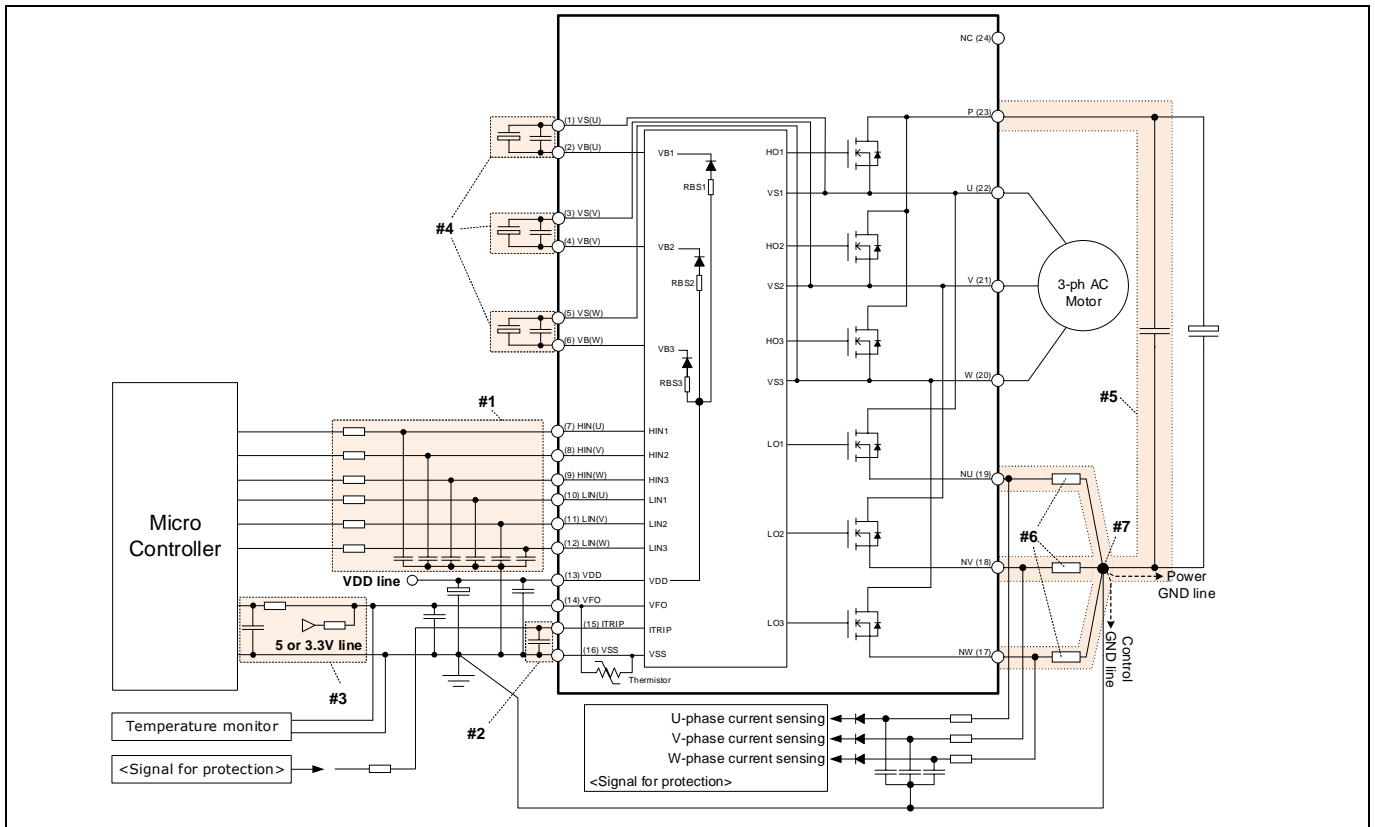 NC (24)
P (23)
(1) VS(U)
(2) VB(U)
VB1
HO1
RBS1
VS1
U (22)
#4
(3) VS(V)
(4) VB(V)
VB2
HO2
RBS2
VS2
V (21)
3-ph AC
Motor
(5) VS(W)
(6) VB(W)
VB3
HO3
RBS3
VS3
W (20)
#5
#1
(7) HIN(U)
HIN1
(8) HIN(V)
HIN2
LO1
(9) HIN(W)
HIN3
NU (19)
(10) LIN(U)
LIN1
(11) LIN(V)
LIN2
LO2
#6
#7
(12) LIN(W)
LIN3
NV (18)
Micro
Controller
VDD line
(13) VDD
VDD
Power
GND line
(14) VFO
VFO
(15) ITRIP
ITRIP
LO3
5 or 3.3V line
(16) VSS
VSS
NW (17)
Control
GND line
Thermistor
#3
#2
Temperature monitor
<Signal for protection>
U-phase current sensing
V-phase current sensing
W-phase current sensing
<Signal for protection>